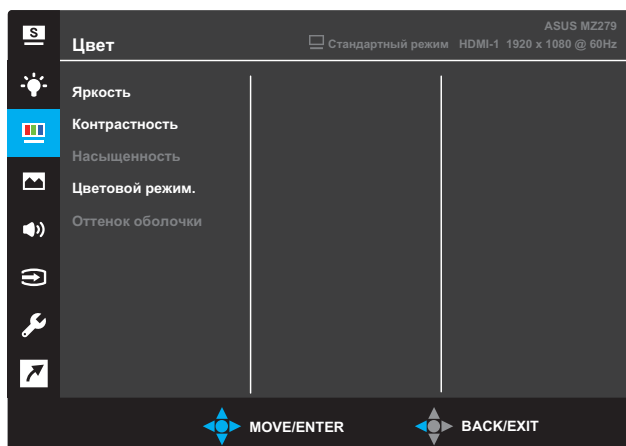 S
ASUS MZ279
Цвет
Стандартный режим HDMI-1 1920 x 1080 @ 60Hz
Яркость
Контрастность
Насыщенность
Цветовой режим.
Оттенок оболочки
MOVE/ENTER
BACK/EXIT